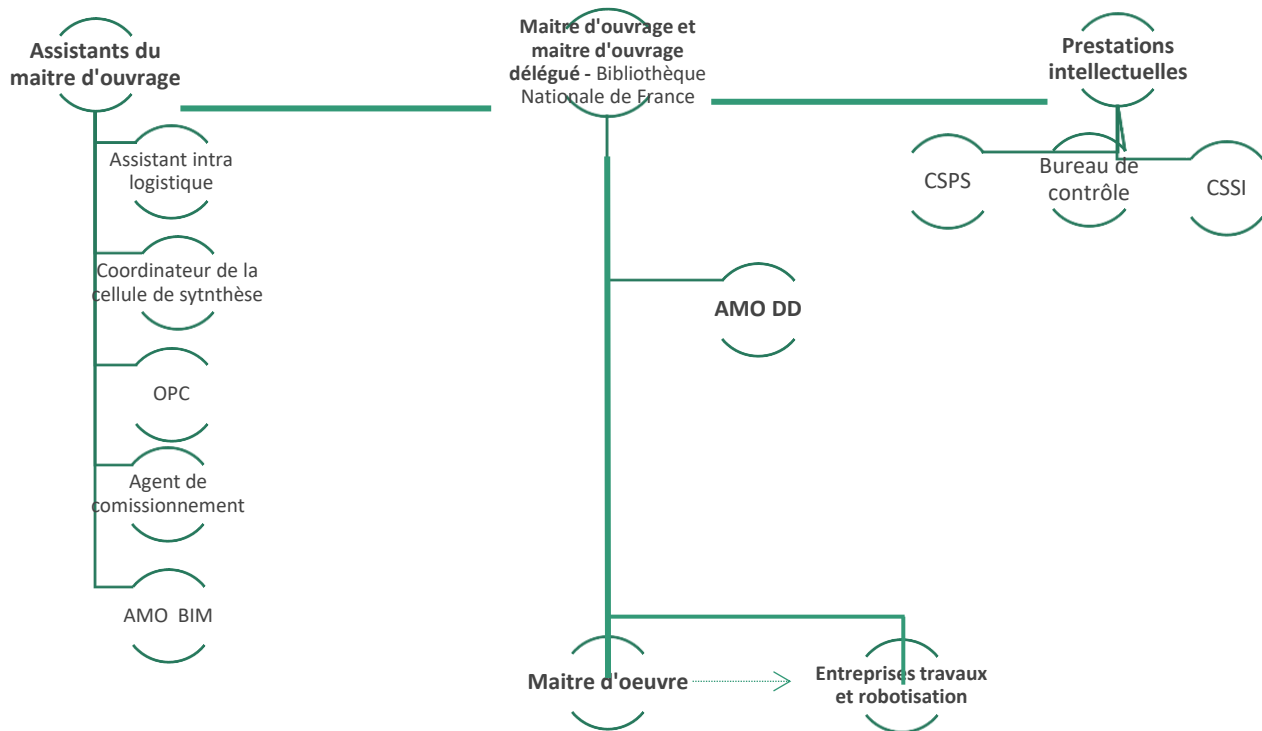 Assistants du
maitre d'ouvrage
Maitre d'ouvrage et
maitre d'ouvrage
délégué - Bibliothèque
Nationale de France
Prestations
intellectuelles
Assistant intra
logistique
Coordinateur de la
cellule de sytnthèse
OPC
Agent de
comissionnement
AMO BIM
AMO DD
CSPS
Bureau de
contrôle
CSSI
Maitre d'oeuvre
Entreprises travaux
et robotisation